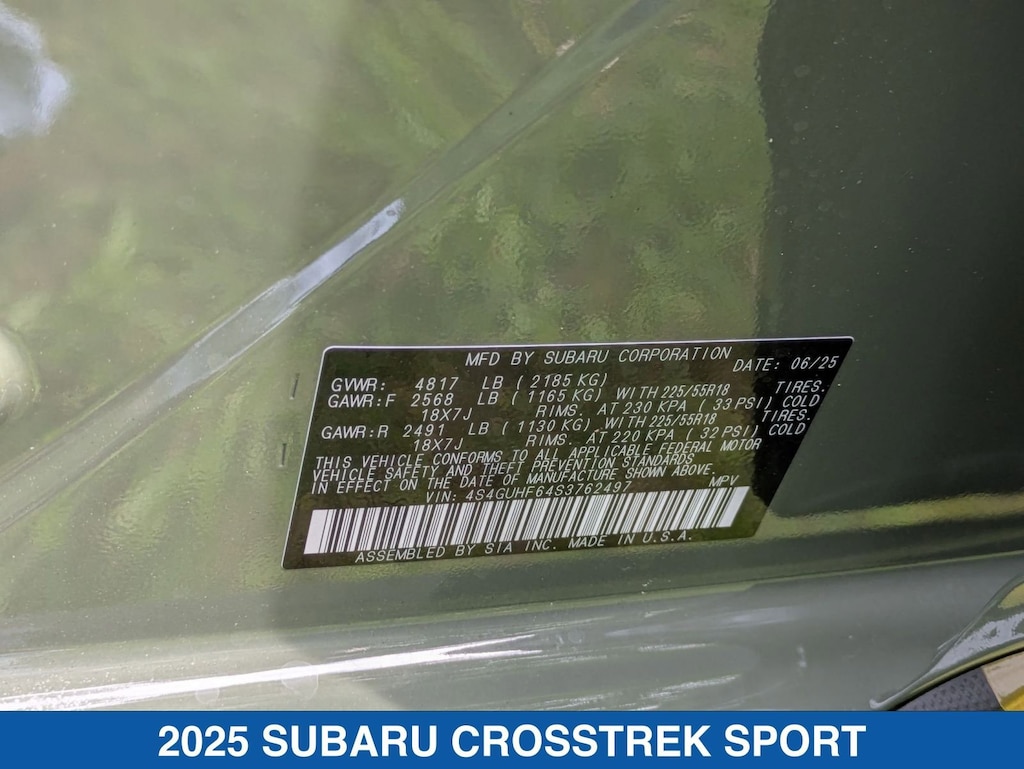 MFD BY SUBARU CORPORATION DATE: 06/25
GVWR: 4817 LB ( 2185 KG)
GAWR:F 2568 LB ( 1165 KG) WITH 225/55R18 TIRES.
18X7J RIMS. AT 230 KPA ( 33 PSI) COLD
GAWR:R 2491 LB ( 1130 KG) WITH 225/55R18 TIRES.
18X7J RIMS. AT 220 KPA ( 32 PSI) COLD
THIS VEHICLE CONFORMS TO ALL APPLICABLE FEDERAL MOTOR
VEHICLE SAFETY AND THEFT PREVENTION STANDARDS
IN EFFECT ON THE DATE OF MANUFACTURE SHOWN ABOVE.
VIN: 4S4GUHF64S3762497 MPV
ASSEMBLED BY SIA INC. MADE IN U.S.A.
2025 SUBARU CROSSTREK SPORT